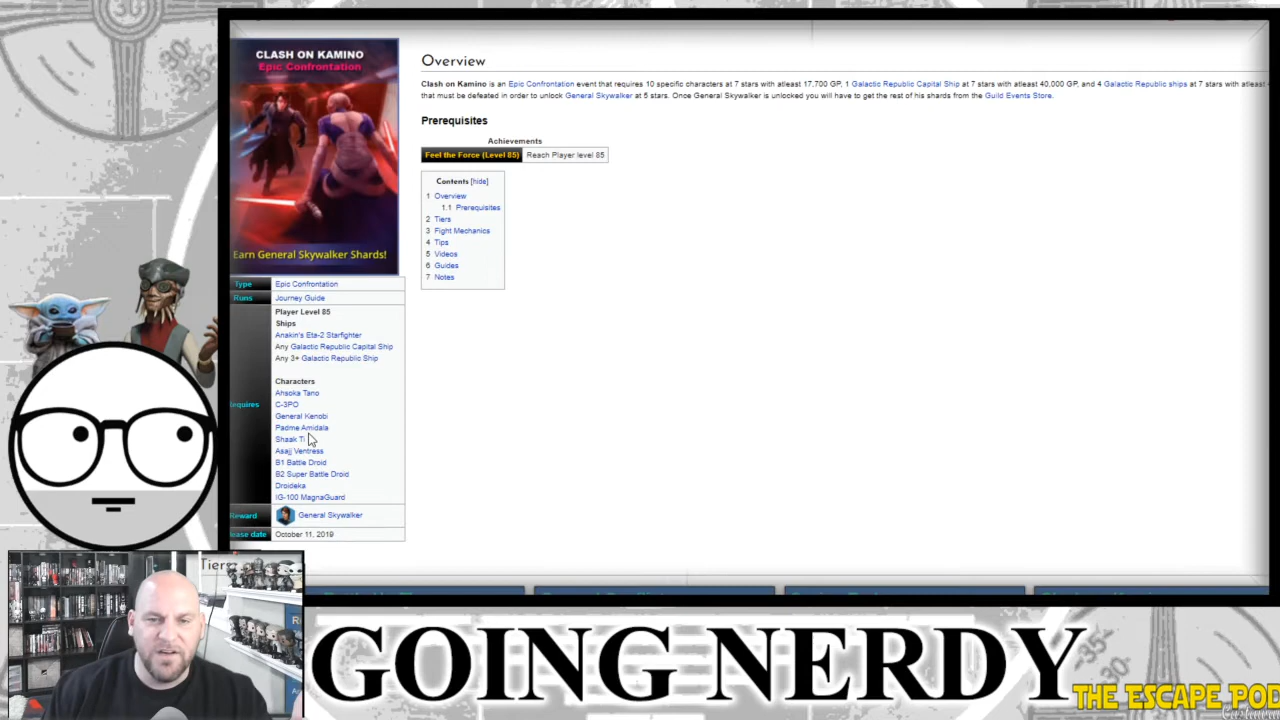 CLASH ON KAMINO
Epic Confrontation
Earn General Skywalker Shards!
Type Epic Confrontation
Runs Journey Guide
Player Level 85
Ships
Anakin's Eta-2 Starfighter
Any Galactic Republic Capital Ship
Any 3+ Galactic Republic Ship
Characters
Ahsoka Tano
equires C-3PO
General Kenobi
Padme Amidala
Shaak Ti
Asajj Ventress
B1 Battle Droid
B2 Super Battle Droid
Droideka
IG-100 MagnaGuard
Reward General Skywalker
ease date October 11, 2019
Overview
Clash on Kamino is an Epic Confrontation event that requires 10 specific characters at 7 stars with atleast 17,700 GP, 1 Galactic Republic Capital Ship at 7 stars with atleast 40,000 GP, and 4 Galactic Republic ships at 7 stars with atleast
that must be defeated in order to unlock General Skywalker at 5 stars. Once General Skywalker is unlocked you will have to get the rest of his shards from the Guild Events Store.
Prerequisites
Achievements
Feel the Force (Level 85) Reach Player level 85
Contents [hide]
1 Overview
1.1 Prerequisites
2 Tiers
3 Fight Mechanics
4 Tips
5 Videos
6 Guides
7 Notes
Tiers
GOING NERDY
THE ESCAPE POD